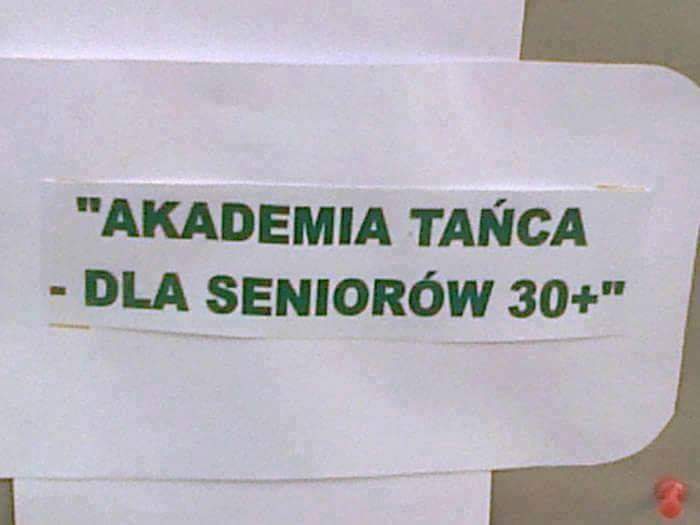 "AKADEMIA TAŃCA
- DLA SENIORÓW 30+"